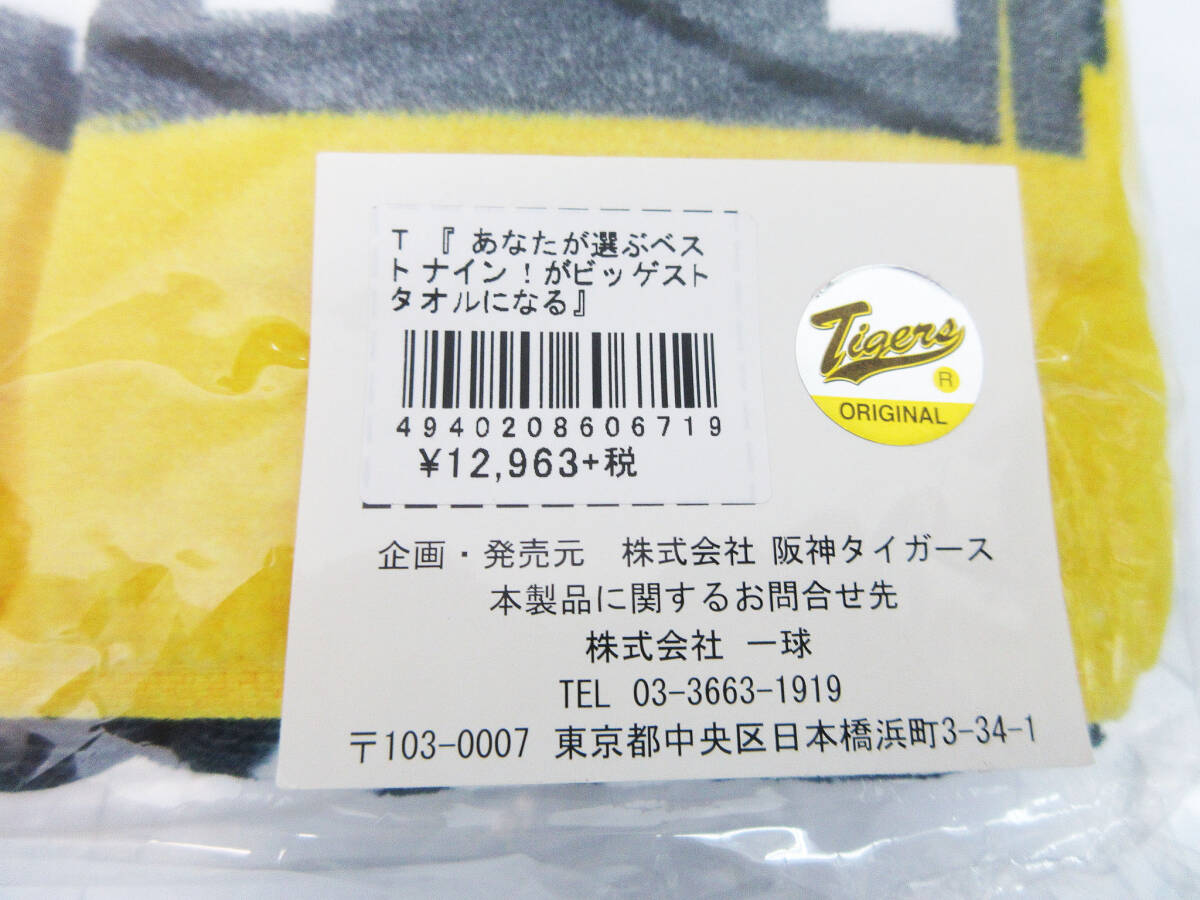 T 『 あなたが選ぶベス
トナイン！がビッゲスト
タオルになる』
4940208606719
¥12,963+税
Tigers
R
ORIGINAL
企画・発売元 株式会社 阪神タイガース
本製品に関するお問合せ先
株式会社 一球
TEL 03-3663-1919
〒103-0007 東京都中央区日本橋浜町3-34-1